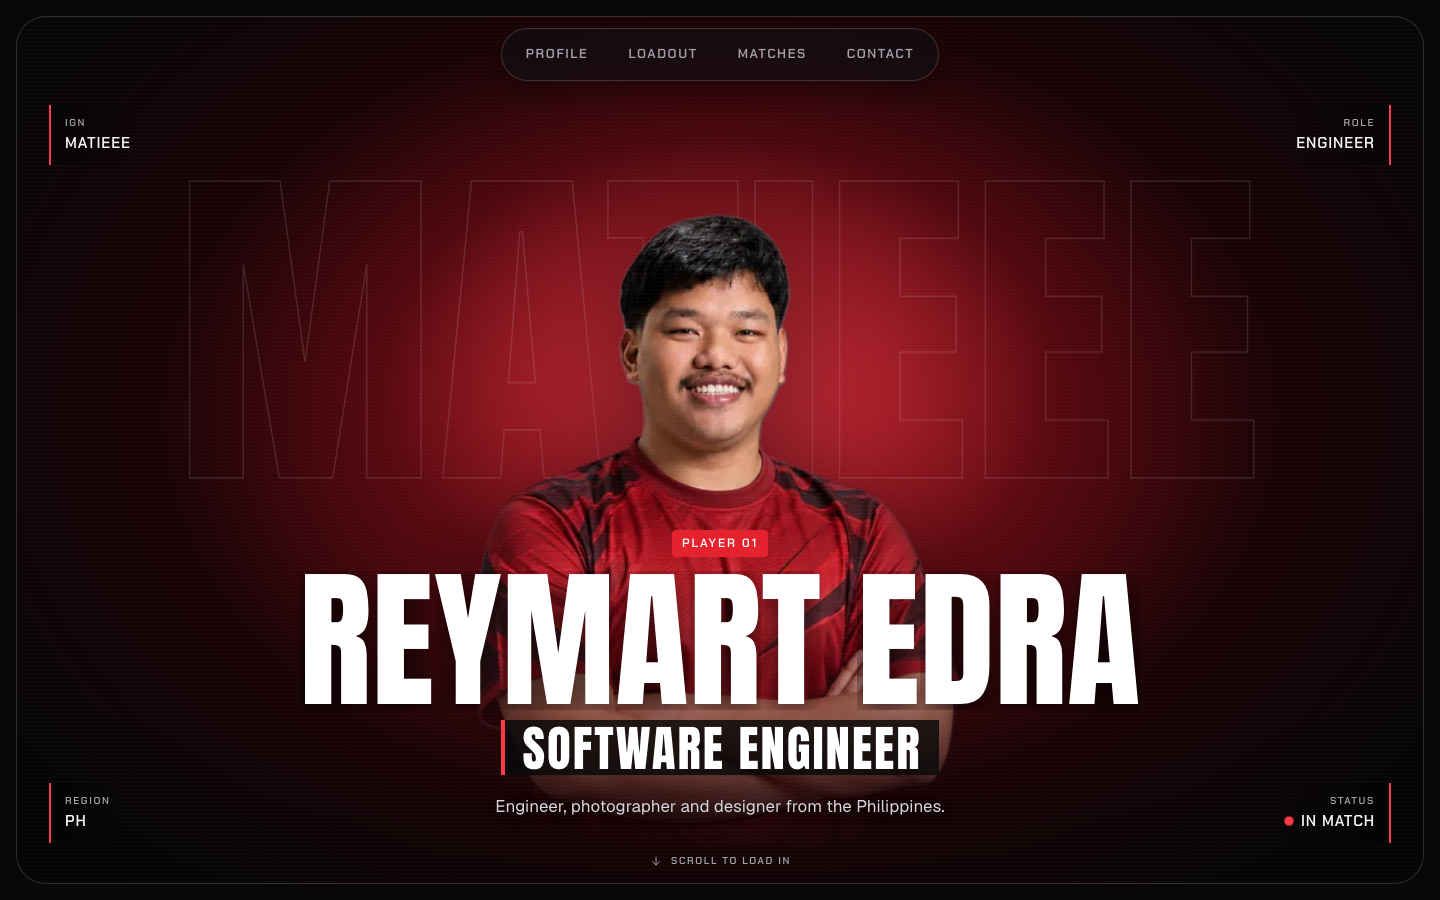 PROFILE LOADOUT MATCHES CONTACT
IGN
MATIEEE
ROLE
ENGINEER
MATIEEE
PLAYER 01
REYMART EDRA
SOFTWARE ENGINEER
Engineer, photographer and designer from the Philippines.
REGION
PH
STATUS
IN MATCH
SCROLL TO LOAD IN